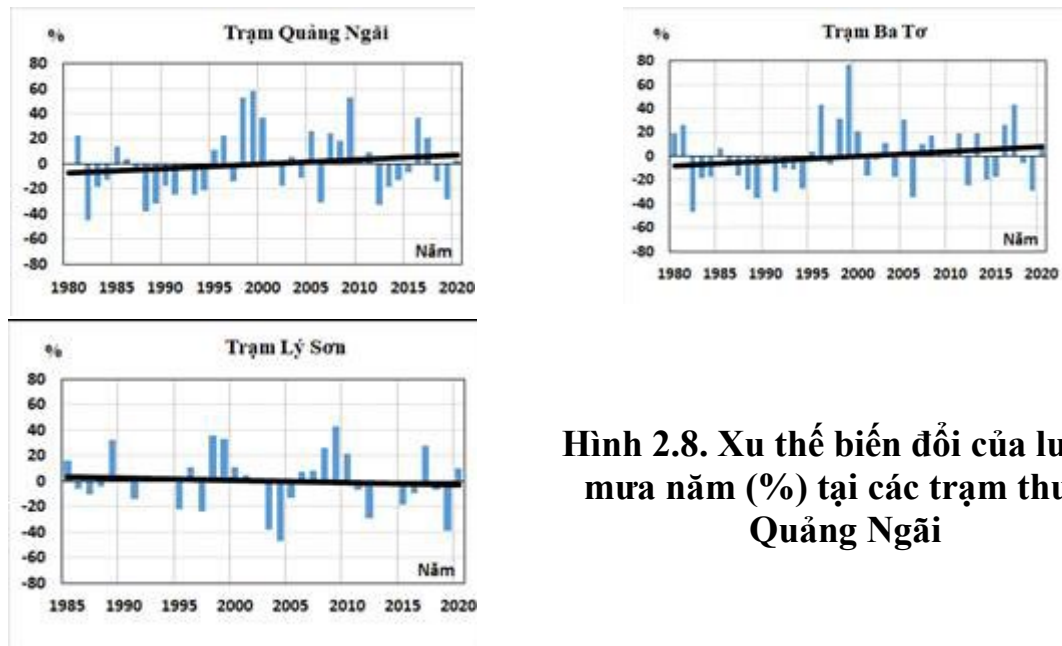 % Trạm Quảng Ngãi
80
60
40
20
0
-20
-40
-60
-80
Năm
1980 1985 1990 1995 2000 2005 2010 2015 2020
% Trạm Ba Tơ
80
60
40
20
0
-20
-40
-60
-80
Năm
1980 1985 1990 1995 2000 2005 2010 2015 2020
% Trạm Lý Sơn
80
60
40
20
0
-20
-40
-60
-80
Năm
1985 1990 1995 2000 2005 2010 2015 2020
Hình 2.8. Xu thế biến đổi của
mưa năm (%) tại các trạm
Quảng Ngãi